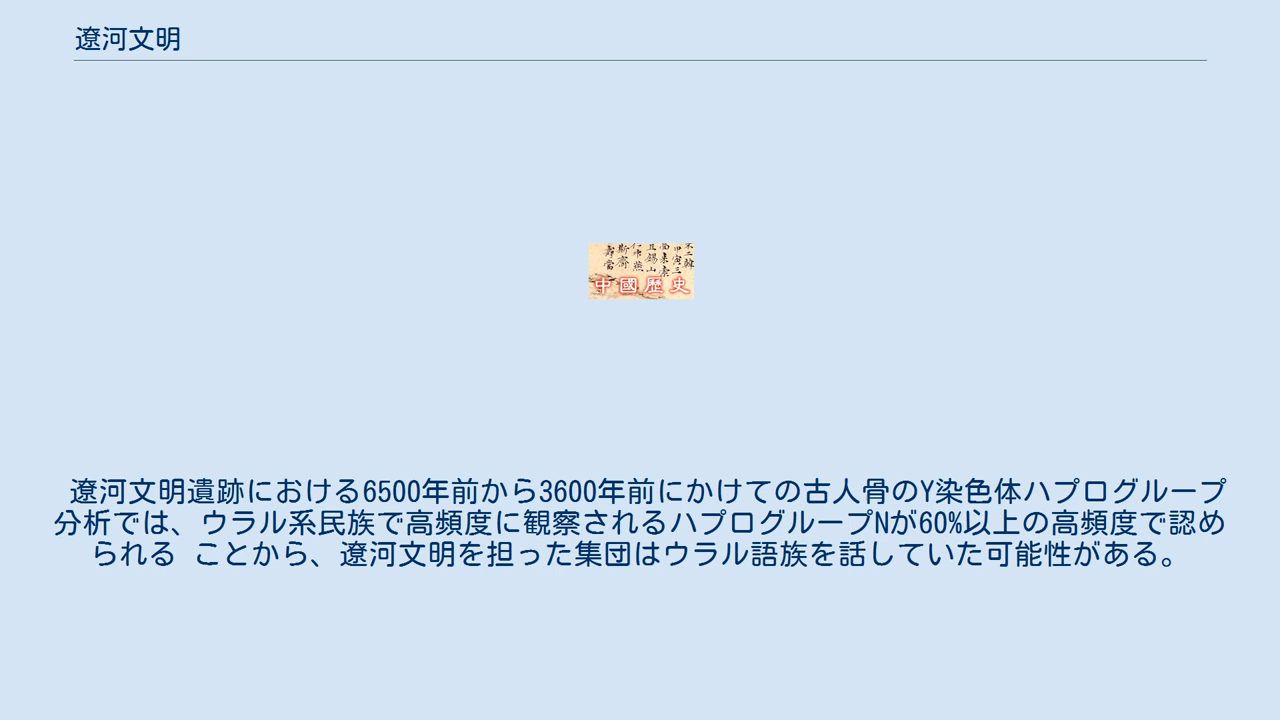 遼河文明
中國歷史
遼河文明遺跡における6500年前から3600年前にかけての古人骨のY染色体ハプログループ
分析では、ウラル系民族で高頻度に観察されるハプログループNが60%以上の高頻度で認め
られる ことから、遼河文明を担った集団はウラル語族を話していた可能性がある。